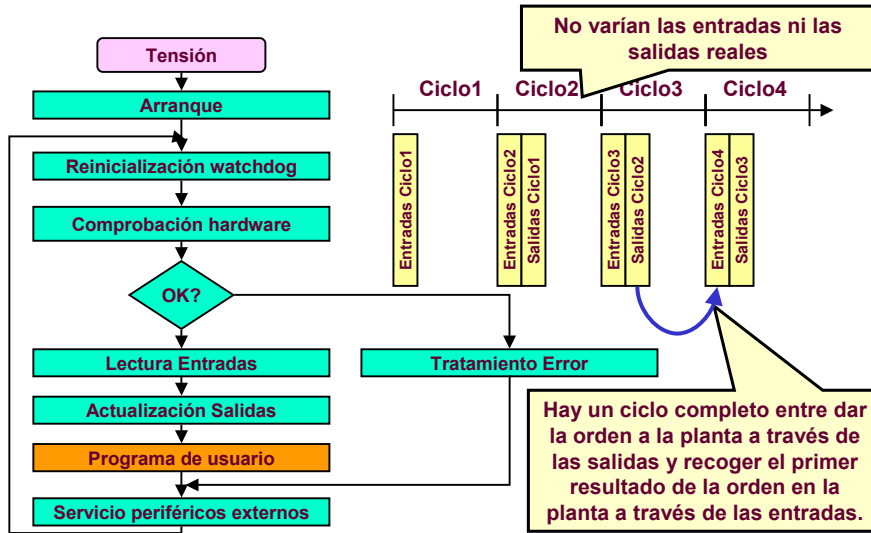 Tensión
Arranque
Reinicialización watchdog
Comprobación hardware
OK?
Lectura Entradas
Tratamiento Error
Actualización Salidas
Programa de usuario
Servicio periféricos externos
No varían las entradas ni las
salidas reales
Ciclo1
Ciclo2
Ciclo3
Ciclo4
Entradas Ciclo1
Entradas Ciclo2
Salidas Ciclo1
Entradas Ciclo3
Salidas Ciclo2
Entradas Ciclo4
Salidas Ciclo3
Hay un ciclo completo entre dar
la orden a la planta a través de
las salidas y recoger el primer
resultado de la orden en la
planta a través de las entradas.